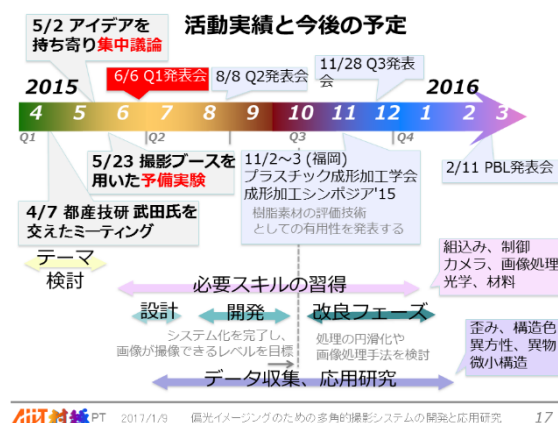 活動実績と今後の予定
5/2 アイデアを
持ち寄り集中議論
6/6 Q1発表会
8/8 Q2発表会
11/28 Q3発表
会
2015
2016
4 5 6 7 8 9 10 11 12 1 2 3
Q1 Q2 Q3 Q4
5/23 撮影ブースを
用いた予備実験
4/7 都産技研 武田氏を
交えたミーティング
11/2~3 (福岡)
プラスチック成形加工学会
成形加工シンポジア'15
樹脂素材の評価技術
としての有用性を発表する
2/11 PBL発表会
テーマ
検討
必要スキルの習得
組込み、制御
カメラ、画像処理
光学、材料
設計
開発
改良フェーズ
システム化を完了し、
画像が撮像できるレベルを目標
処理の円滑化や
画像処理手法を検討
データ収集、応用研究
歪み、構造色
異方性、異物
微小構造
AIIT 村越 PT 2017/1/9 偏光イメージングのための多角的撮影システムの開発と応用研究 17